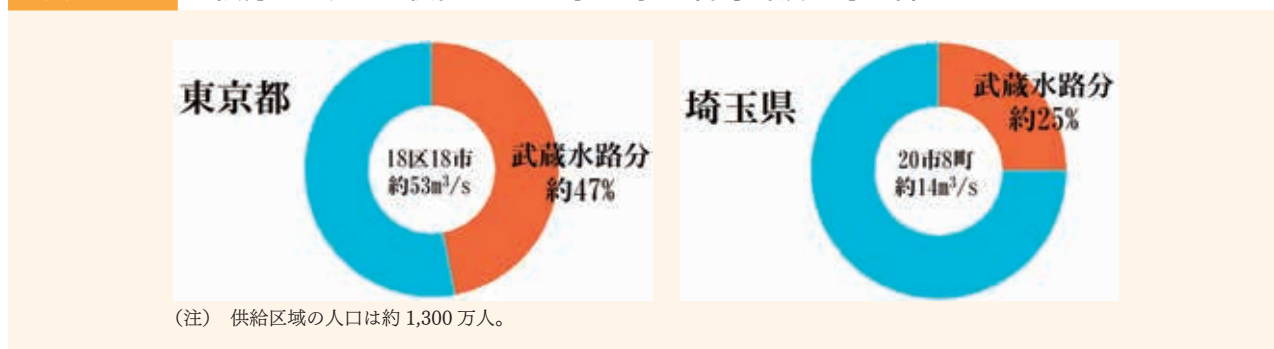 東京都
18区18市
約53m³/s
武蔵水路分
約47%
埼玉県
20市8町
約14m³/s
武蔵水路分
約25%
(注) 供給区域の人口は約 1,300 万人。